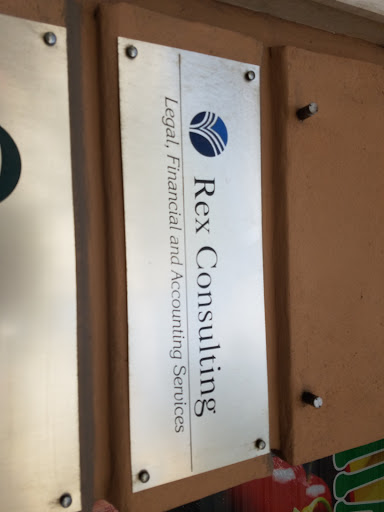 Rex Consulting
Legal, Financial and Accounting Services